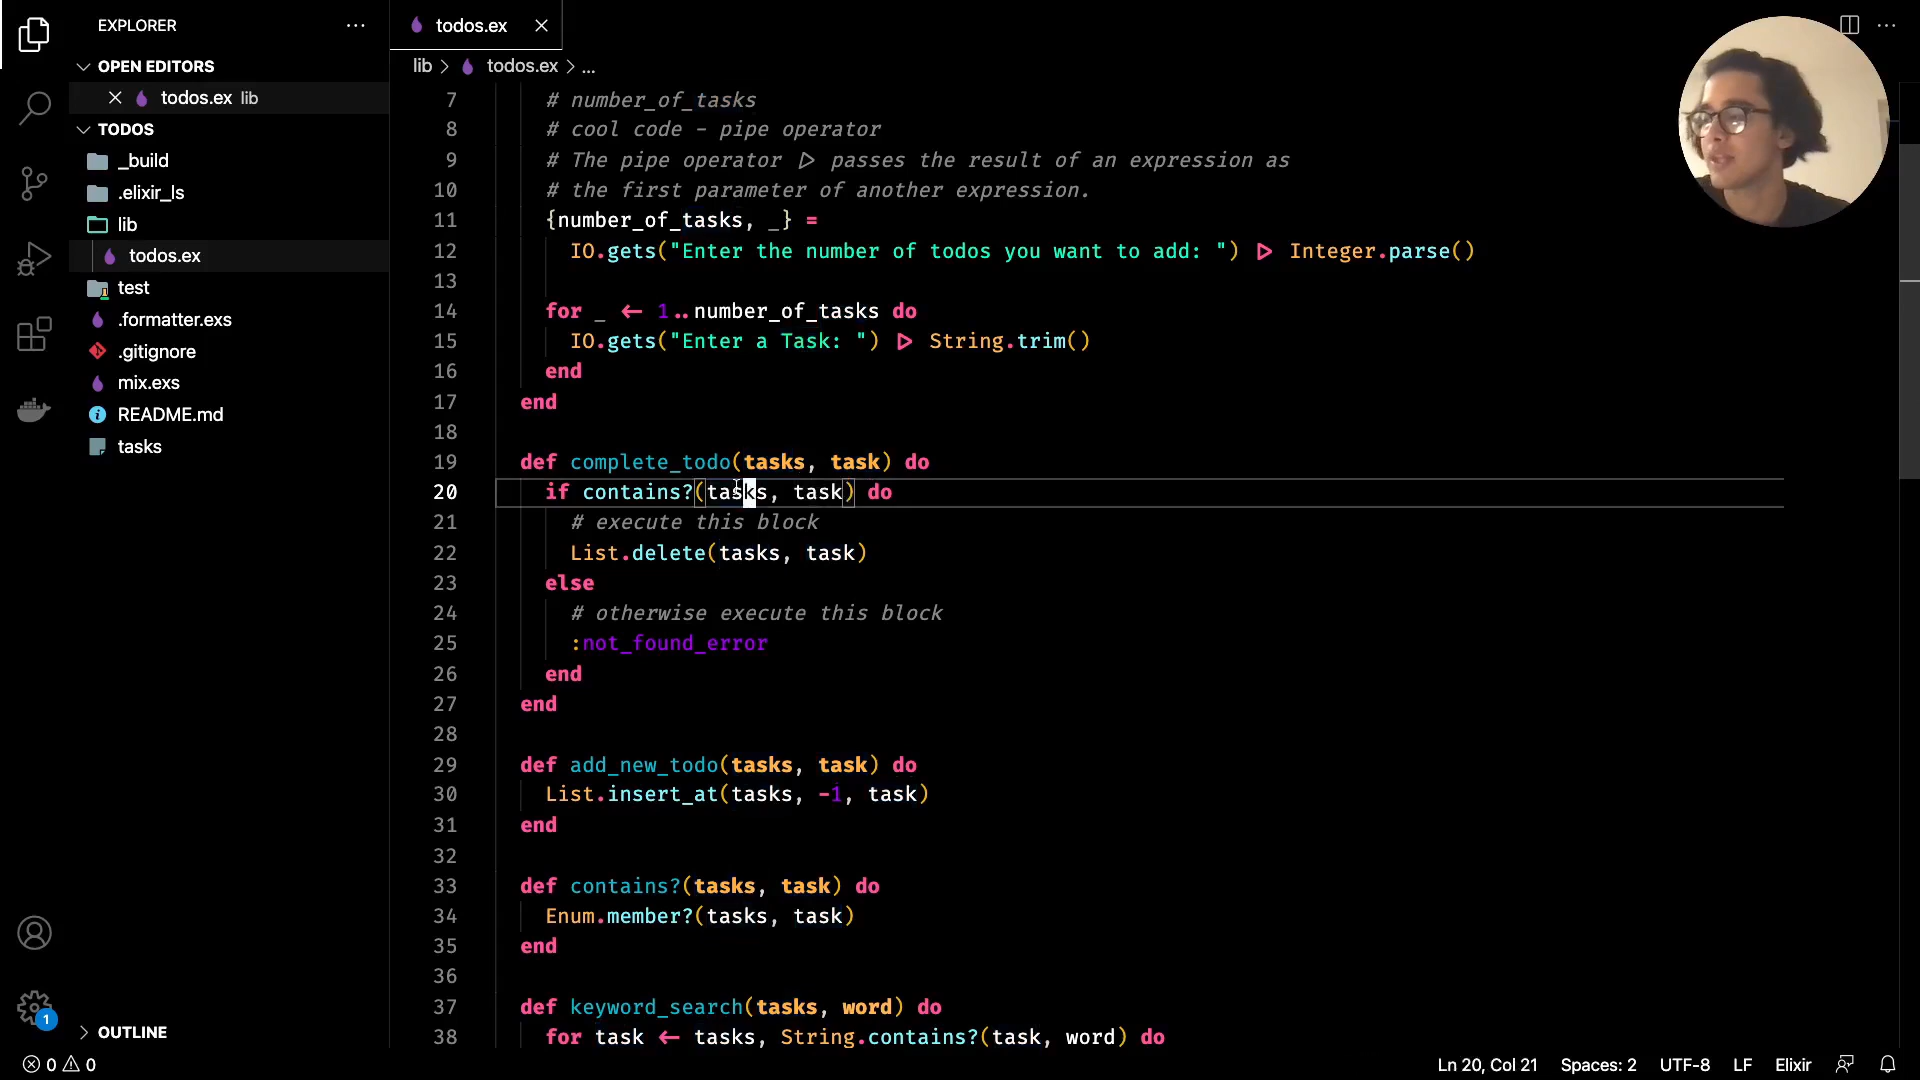 EXPLORER
OPEN EDITORS
todos.ex lib
TODOS
_build
.elixir_ls
lib
todos.ex
test
.formatter.exs
.gitignore
mix.exs
README.md
tasks
OUTLINE
1
todos.ex
lib > todos.ex > ...
7 # number_of_tasks
8 # cool code - pipe operator
9 # The pipe operator |> passes the result of an expression as
10 # the first parameter of another expression.
11 {number_of_tasks, _} =
12 IO.gets("Enter the number of todos you want to add: ") |> Integer.parse()
13
14 for _ <- 1..number_of_tasks do
15 IO.gets("Enter a Task: ") |> String.trim()
16 end
17 end
18
19 def complete_todo(tasks, task) do
20 if contains?(tasks, task) do
21 # execute this block
22 List.delete(tasks, task)
23 else
24 # otherwise execute this block
25 :not_found_error
26 end
27 end
28
29 def add_new_todo(tasks, task) do
30 List.insert_at(tasks, -1, task)
31 end
32
33 def contains?(tasks, task) do
34 Enum.member?(tasks, task)
35 end
36
37 def keyword_search(tasks, word) do
38 for task <- tasks, String.contains?(task, word) do
0 0
Ln 20, Col 21 Spaces: 2 UTF-8 LF Elixir